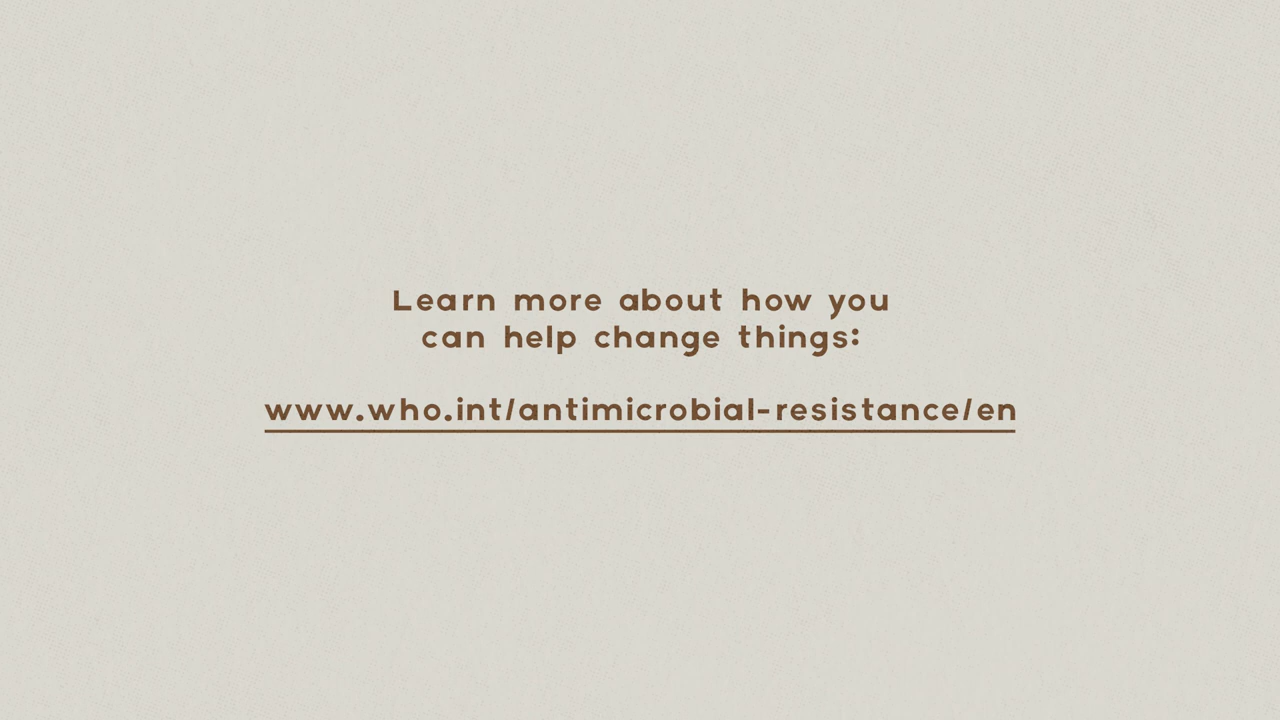 Learn more about how you
can help change things:
www.who.int/antimicrobial-resistance/en